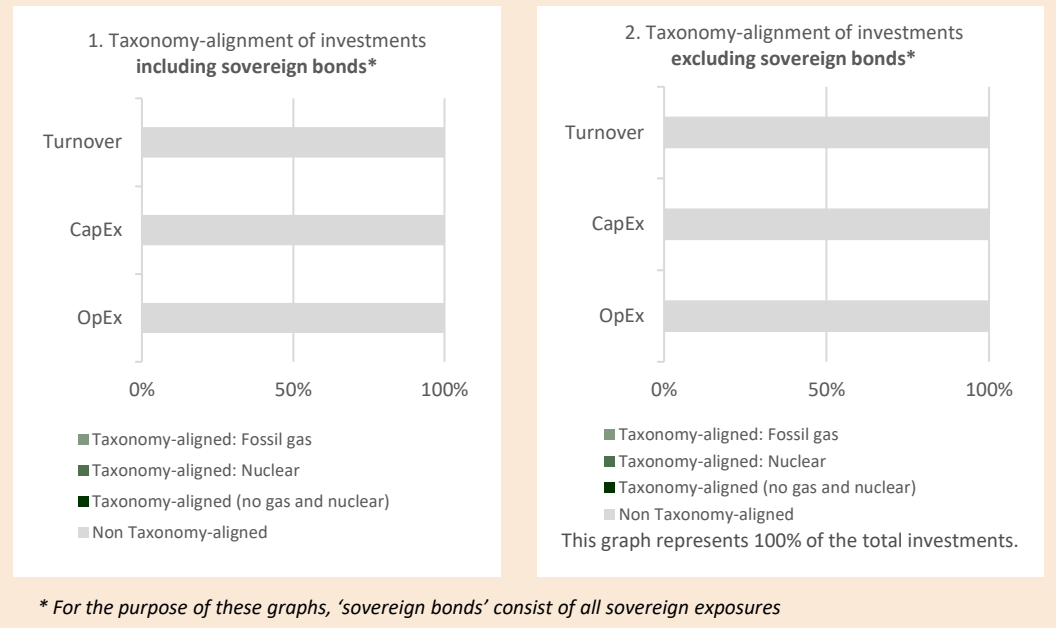 1. Taxonomy-alignment of investments
including sovereign bonds*
Turnover
CapEx
OpEx
0% 50% 100%
Taxonomy-aligned: Fossil gas
Taxonomy-aligned: Nuclear
Taxonomy-aligned (no gas and nuclear)
Non Taxonomy-aligned
2. Taxonomy-alignment of investments
excluding sovereign bonds*
Turnover
CapEx
OpEx
0% 50% 100%
Taxonomy-aligned: Fossil gas
Taxonomy-aligned: Nuclear
Taxonomy-aligned (no gas and nuclear)
Non Taxonomy-aligned
This graph represents 100% of the total investments.
* For the purpose of these graphs, ‘sovereign bonds’ consist of all sovereign exposures